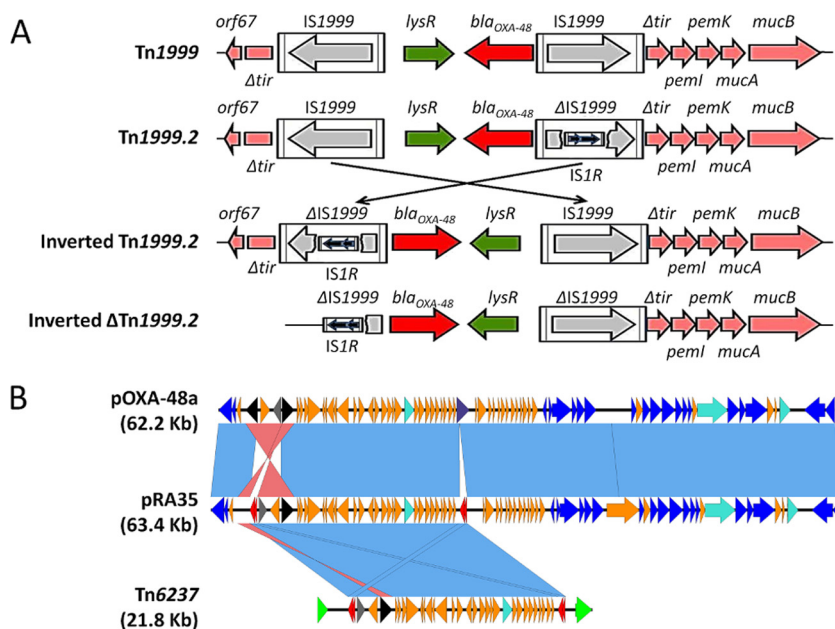 A
orf67 IS1999 lysR blaOXA-48 IS1999 Δtir pemK mucB
Tn1999
Δtir pemI mucA
orf67 IS1999 lysR blaOXA-48 ΔIS1999 Δtir pemK mucB
Tn1999.2
Δtir IS1R pemI mucA
orf67 ΔIS1999 blaOXA-48 lysR IS1999 Δtir pemK mucB
Inverted Tn1999.2
Δtir IS1R pemI mucA
ΔIS1999 blaOXA-48 lysR ΔIS1999 Δtir pemK mucB
Inverted ΔTn1999.2
IS1R pemI mucA
B
pOXA-48a
(62.2 Kb)
pRA35
(63.4 Kb)
Tn6237
(21.8 Kb)